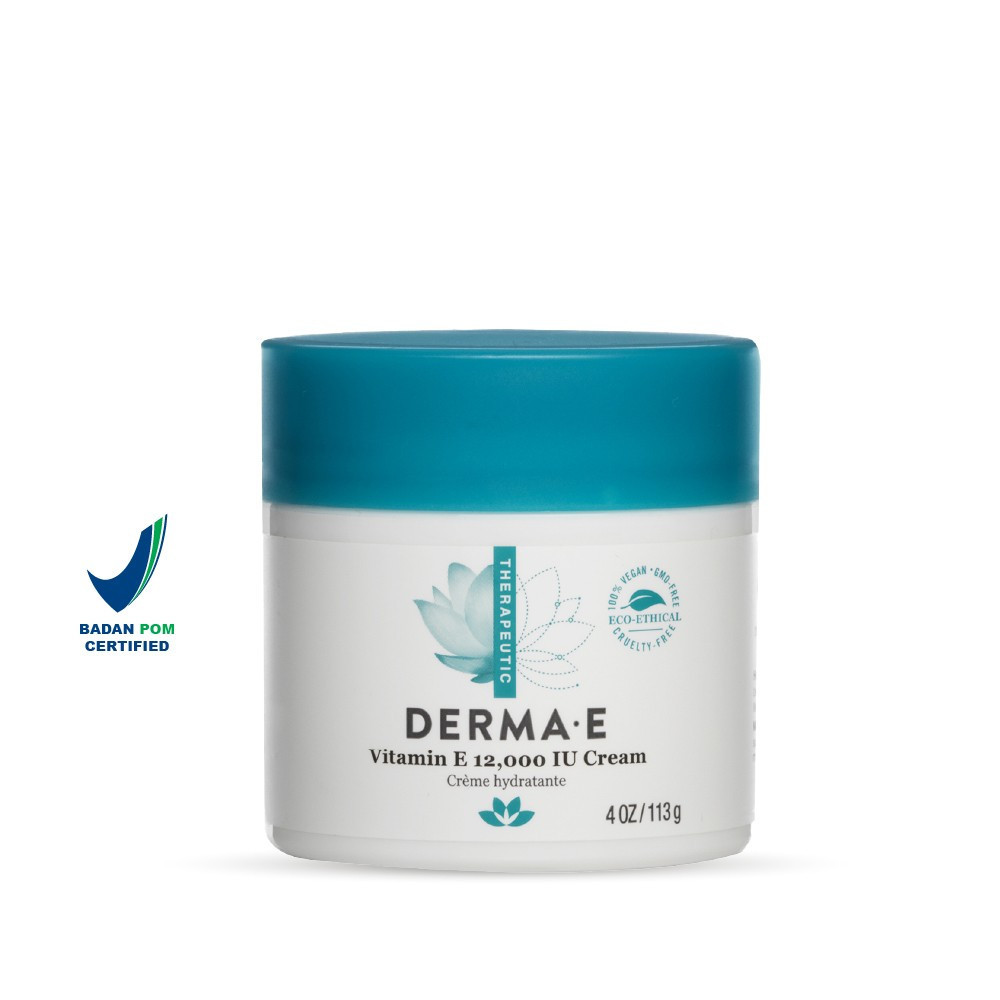 BADAN POM
CERTIFIED
THERAPEUTIC
100% VEGAN • GMO-FREE
ECO-ETHICAL
CRUELTY-FREE
DERMA·E
Vitamin E 12,000 IU Cream
Crème hydratante
4 OZ/113 g